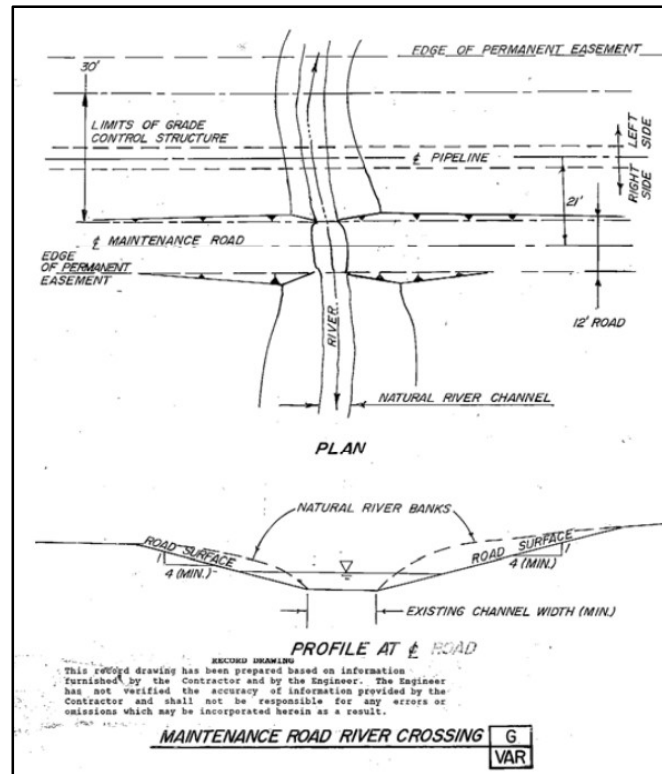 EDGE OF PERMANENT EASEMENT
30'
LIMITS OF GRADE
CONTROL STRUCTURE
LEFT SIDE
℄ PIPELINE
RIGHT SIDE
21'
℄ MAINTENANCE ROAD
EDGE
OF PERMANENT
EASEMENT
RIVER
12' ROAD
NATURAL RIVER CHANNEL
PLAN
NATURAL RIVER BANKS
ROAD SURFACE
1
4 (MIN.)
ROAD SURFACE
1
4 (MIN.)
EXISTING CHANNEL WIDTH (MIN.)
PROFILE AT ℄ ROAD
RECORD DRAWING
This record drawing has been prepared based on information
furnished by the Contractor and by the Engineer. The Engineer
has not verified the accuracy of information provided by the
Contractor and shall not be responsible for any errors or
omissions which may be incorporated herein as a result.
MAINTENANCE ROAD RIVER CROSSING
G
VAR